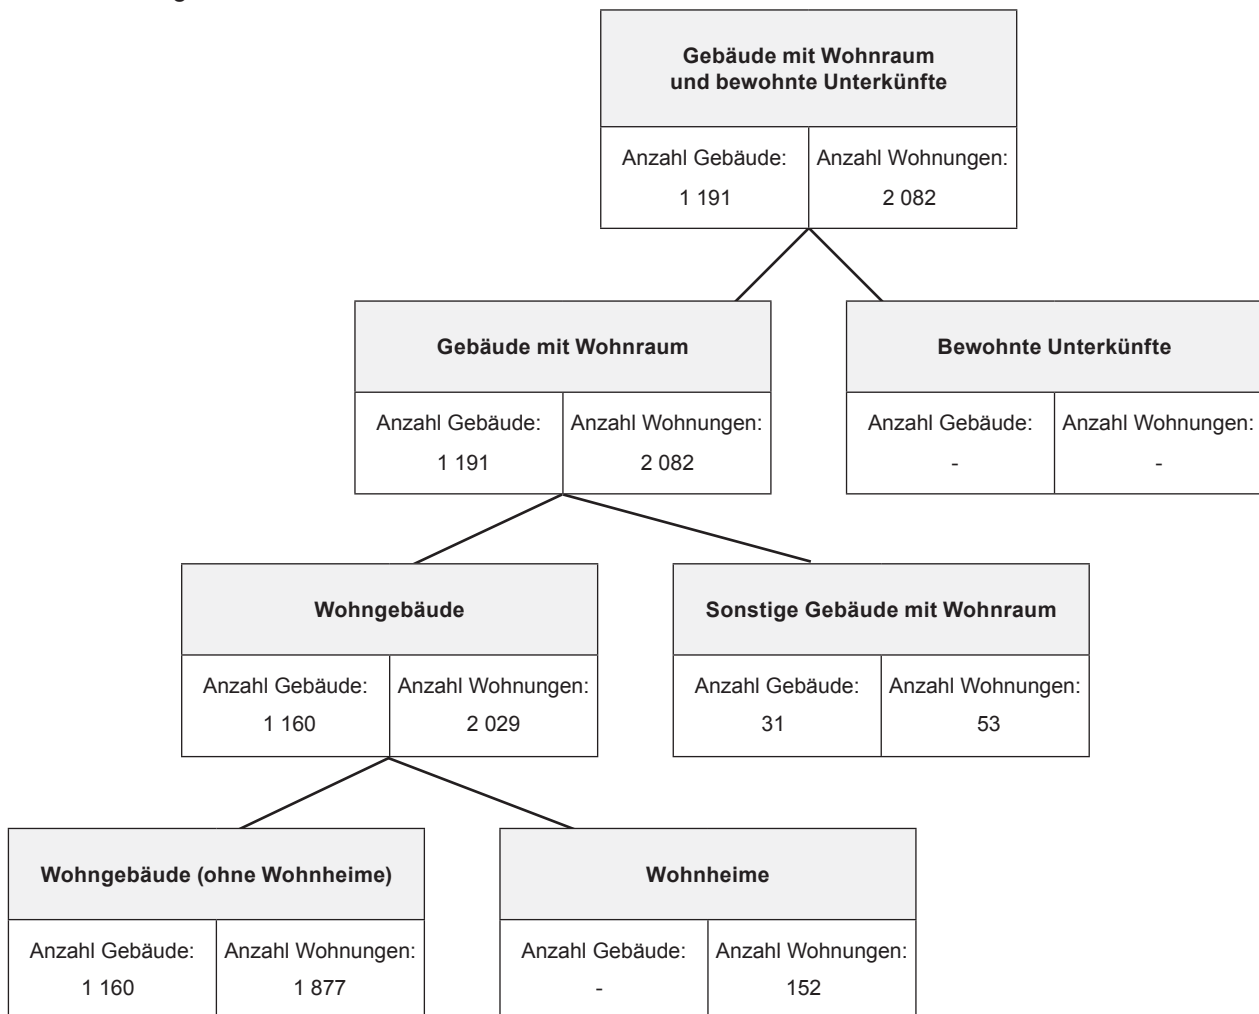 Gebäude mit Wohnraum
und bewohnte Unterkünfte
Anzahl Gebäude: Anzahl Wohnungen:
1 191 2 082
Gebäude mit Wohnraum
Anzahl Gebäude: Anzahl Wohnungen:
1 191 2 082
Bewohnte Unterkünfte
Anzahl Gebäude: Anzahl Wohnungen:
- -
Wohngebäude
Anzahl Gebäude: Anzahl Wohnungen:
1 160 2 029
Sonstige Gebäude mit Wohnraum
Anzahl Gebäude: Anzahl Wohnungen:
31 53
Wohngebäude (ohne Wohnheime)
Anzahl Gebäude: Anzahl Wohnungen:
1 160 1 877
Wohnheime
Anzahl Gebäude: Anzahl Wohnungen:
- 152